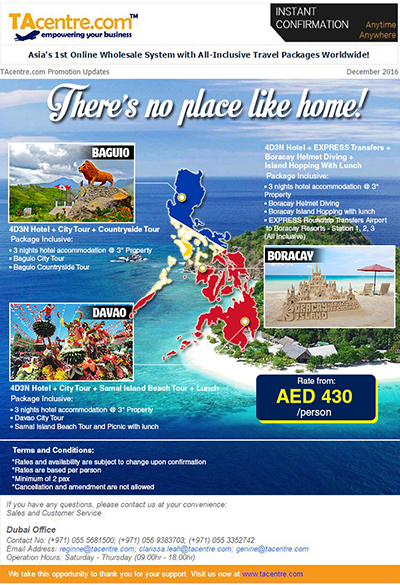 TAcentre.com™
empowering your business
INSTANT
CONFIRMATION Anytime
Anywhere
Asia's 1st Online Wholesale System with All-Inclusive Travel Packages Worldwide!
TAcentre.com Promotion Updates
December 2016
There's no place like home!
BAGUIO
4D3N Hotel + City Tour + Countryside Tour
Package Inclusive:
• 3 nights hotel accommodation @ 3* Property
• Baguio City Tour
• Baguio Countryside Tour
4D3N Hotel + EXPRESS Transfers +
Boracay Helmet Diving +
Island Hopping With Lunch
Package Inclusive:
• 3 nights hotel accommodation @ 3*
Property
• Boracay Helmet Diving
• Boracay Island Hopping with lunch
• EXPRESS Roundtrip Transfers Airport
to Boracay Resorts - Station 1, 2, 3
(All Inclusive)
BORACAY
BORACAY
ISLAND
DAVAO
4D3N Hotel + City Tour + Samal Island Beach Tour + Lunch
Package Inclusive:
• 3 nights hotel accommodation @ 3* Property
• Davao City Tour
• Samal Island Beach Tour and Picnic with lunch
Rate from:
AED 430
/person
Terms and Conditions:
*Rates and availability are subject to change upon confirmation
*Rates are based per person
*Minimum of 2 pax
*Cancellation and amendment are not allowed
If you have any questions, please contact us at your convenience:
Sales and Customer Service
Dubai Office
Contact No: (+971) 055 5681500; (+971) 056 9383703; (+971) 055 3352742
Email Address: reginne@tacentre.com; clarissa.leah@tacentre.com; genine@tacentre.com
Operation Hours: Saturday - Thursday (09:00hr - 18:00hr)
We take this opportunity to thank you for your support. Visit us now at www.tacentre.com